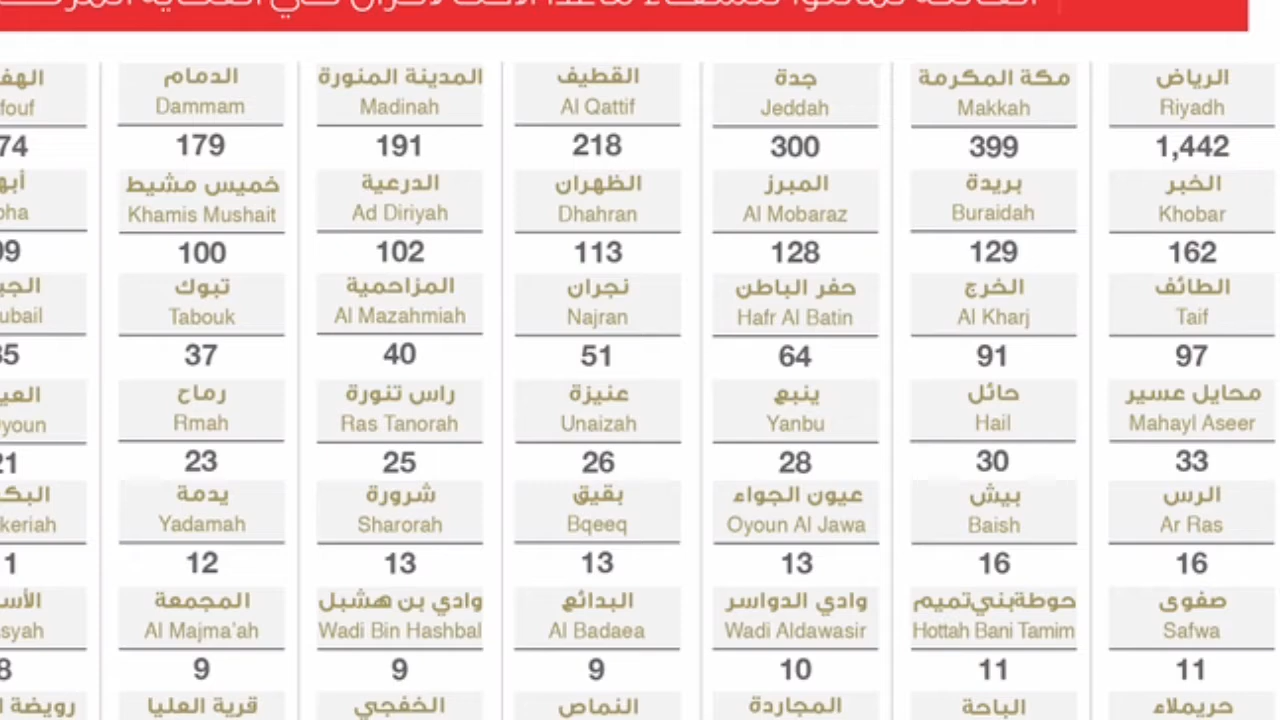 الرياض مكة المكرمة جدة القطيف المدينة المنورة الدمام
Riyadh Makkah Jeddah Al Qattif Madinah Dammam
1,442 399 300 218 191 179
الخبر بريدة المبرز الظهران الدرعية خميس مشيط
Khobar Buraidah Al Mobaraz Dhahran Ad Diriyah Khamis Mushait
162 129 128 113 102 100
الطائف الخرج حفر الباطن نجران المزاحمية تبوك
Taif Al Kharj Hafr Al Batin Najran Al Mazahmiah Tabouk
97 91 64 51 40 37
محايل عسير حائل ينبع عنيزة راس تنورة رماح
Mahayl Aseer Hail Yanbu Unaizah Ras Tanorah Rmah
33 30 28 26 25 23
الرس بيش عيون الجواء بقيق شرورة يدمة
Ar Ras Baish Oyoun Al Jawa Bqeeq Sharorah Yadamah
16 16 13 13 13 12
صفوى حوطة بني تميم وادي الدواسر البدائع وادي بن هشبل المجمعة
Safwa Hottah Bani Tamim Wadi Aldawasir Al Badaea Wadi Bin Hashbal Al Majma'ah
11 11 10 9 9 9
حريملاء الباحة المجاردة النماص الخفجي قرية العليا رويضة